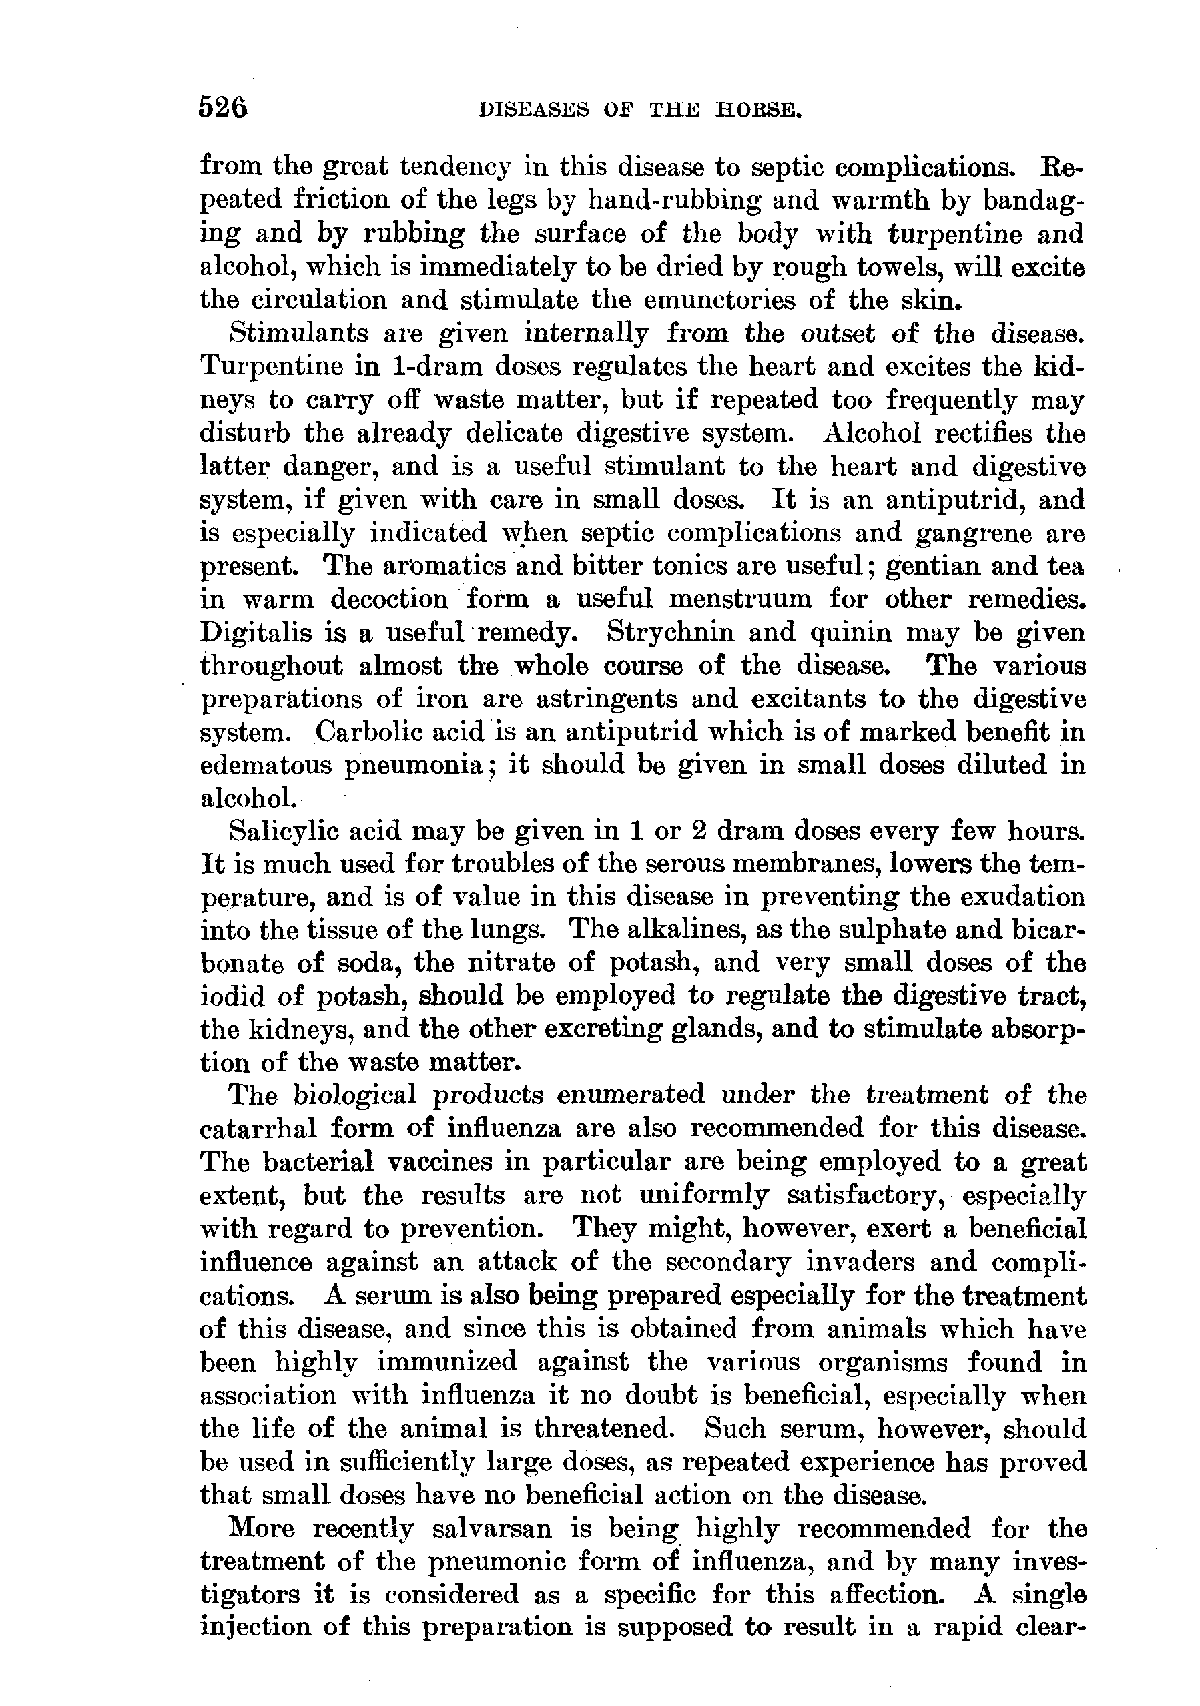 526 DISEASES OF THE HORSE.
from the great tendency in this disease to septic complications. Re-
peated friction of the legs by hand-rubbing and warmth by bandag-
ing and by rubbing the surface of the body with turpentine and
alcohol, which is immediately to be dried by rough towels, will excite
the circulation and stimulate the emunctories of the skin.
Stimulants are given internally from the outset of the disease.
Turpentine in 1-dram doses regulates the heart and excites the kid-
neys to carry off waste matter, but if repeated too frequently may
disturb the already delicate digestive system. Alcohol rectifies the
latter danger, and is a useful stimulant to the heart and digestive
system, if given with care in small doses. It is an antiputrid, and
is especially indicated when septic complications and gangrene are
present. The aromatics and bitter tonics are useful; gentian and tea
in warm decoction form a useful menstruum for other remedies.
Digitalis is a useful remedy. Strychnin and quinin may be given
throughout almost the whole course of the disease. The various
preparations of iron are astringents and excitants to the digestive
system. Carbolic acid is an antiputrid which is of marked benefit in
edematous pneumonia; it should be given in small doses diluted in
alcohol.
Salicylic acid may be given in 1 or 2 dram doses every few hours.
It is much used for troubles of the serous membranes, lowers the tem-
perature, and is of value in this disease in preventing the exudation
into the tissue of the lungs. The alkalines, as the sulphate and bicar-
bonate of soda, the nitrate of potash, and very small doses of the
iodid of potash, should be employed to regulate the digestive tract,
the kidneys, and the other excreting glands, and to stimulate absorp-
tion of the waste matter.
The biological products enumerated under the treatment of the
catarrhal form of influenza are also recommended for this disease.
The bacterial vaccines in particular are being employed to a great
extent, but the results are not uniformly satisfactory, especially
with regard to prevention. They might, however, exert a beneficial
influence against an attack of the secondary invaders and compli-
cations. A serum is also being prepared especially for the treatment
of this disease, and since this is obtained from animals which have
been highly immunized against the various organisms found in
association with influenza it no doubt is beneficial, especially when
the life of the animal is threatened. Such serum, however, should
be used in sufficiently large doses, as repeated experience has proved
that small doses have no beneficial action on the disease.
More recently salvarsan is being highly recommended for the
treatment of the pneumonic form of influenza, and by many inves-
tigators it is considered as a specific for this affection. A single
injection of this preparation is supposed to result in a rapid clear-